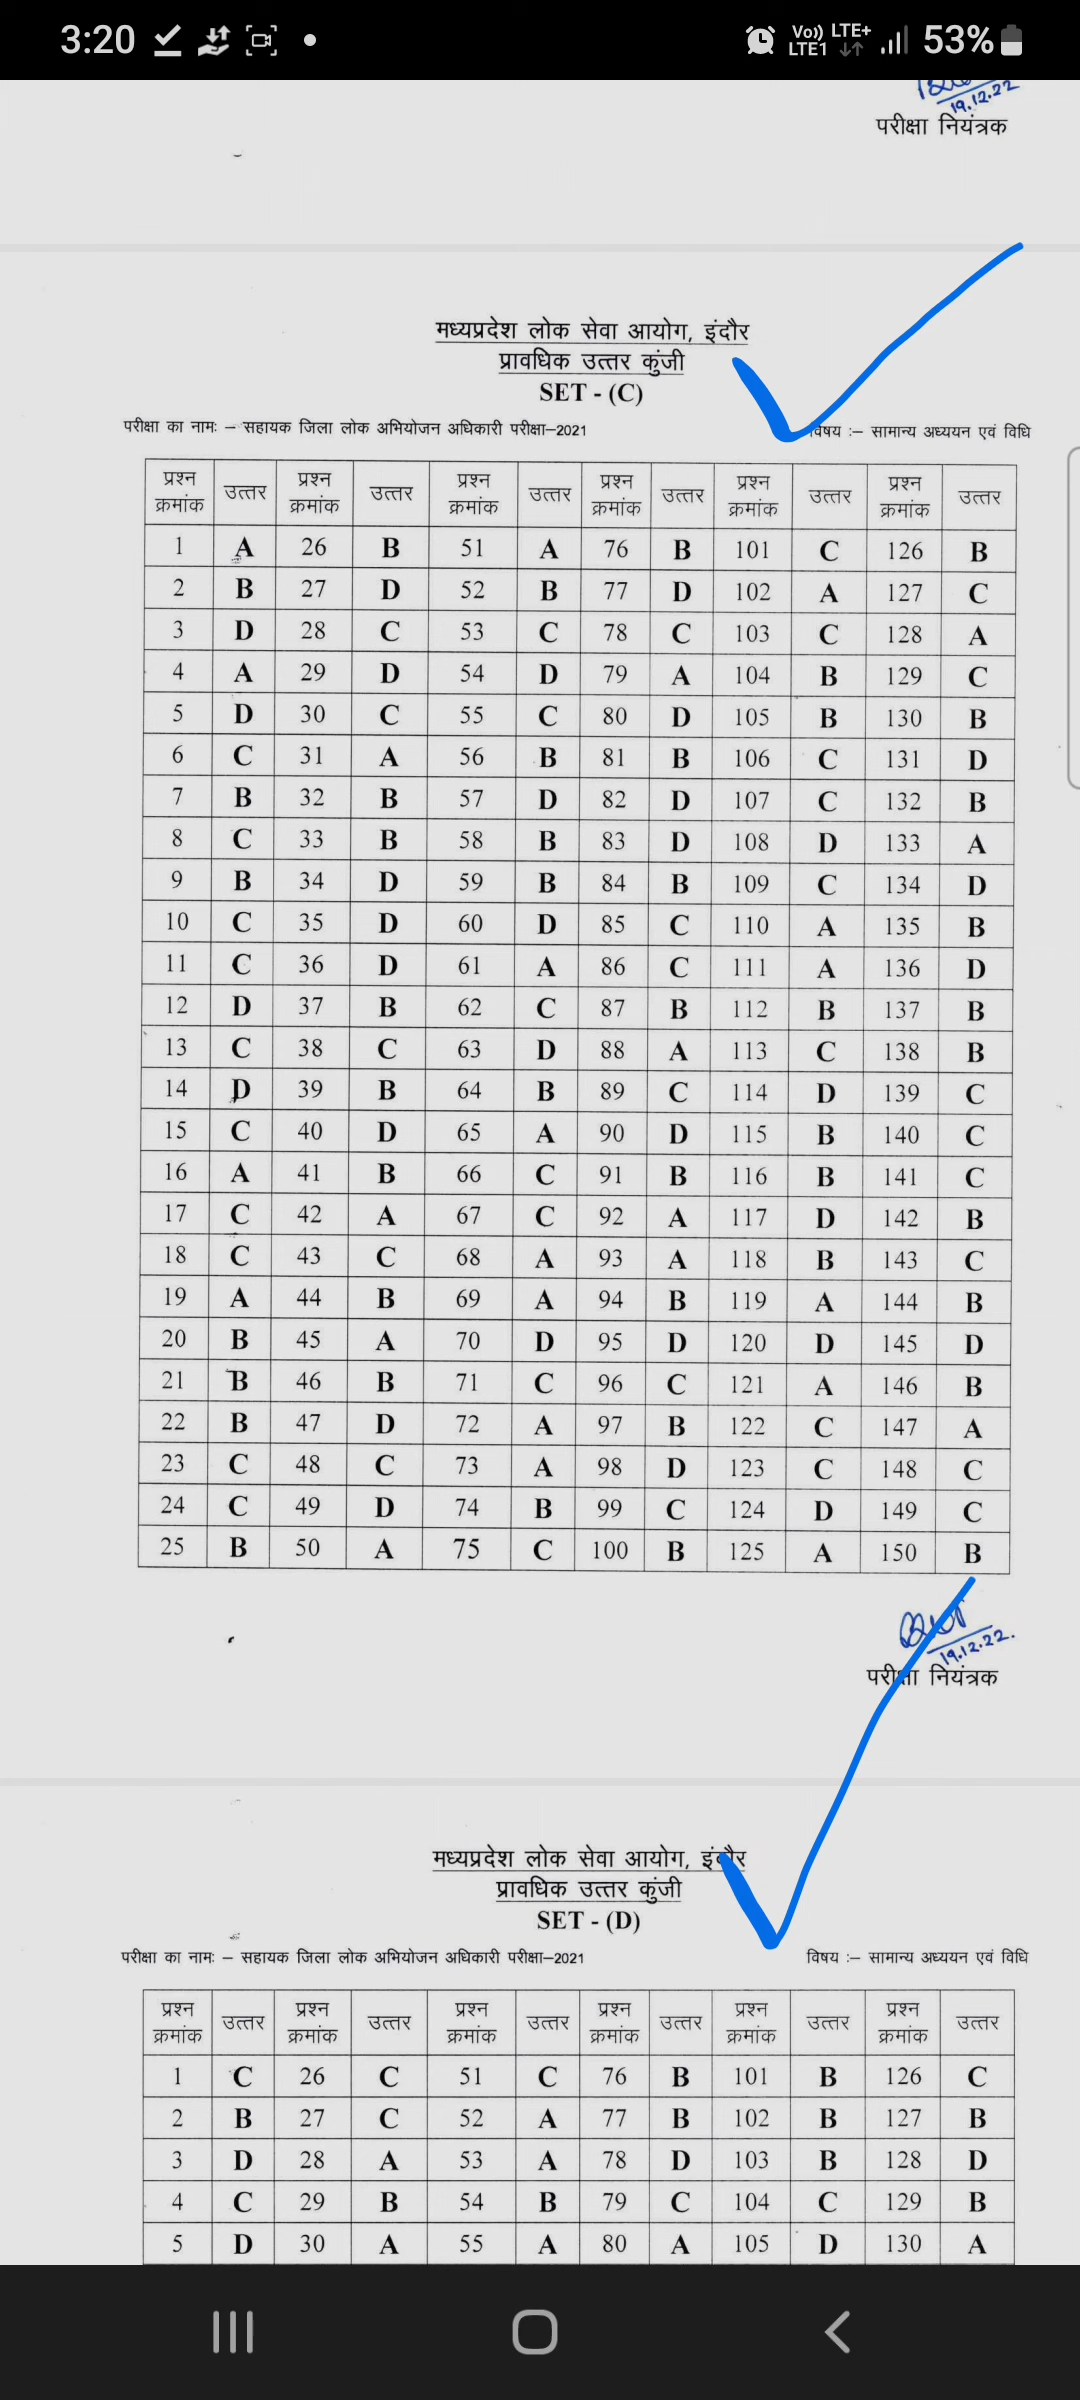 3:20
Vo)) LTE+
LTE1
53%
19.12.22
परीक्षा नियंत्रक
मध्यप्रदेश लोक सेवा आयोग, इंदौर
प्रावधिक उत्तर कुंजी
SET - (C)
परीक्षा का नामः – सहायक जिला लोक अभियोजन अधिकारी परीक्षा–2021 विषय :– सामान्य अध्ययन एवं विधि
प्रश्न क्रमांक उत्तर प्रश्न क्रमांक उत्तर प्रश्न क्रमांक उत्तर प्रश्न क्रमांक उत्तर प्रश्न क्रमांक उत्तर प्रश्न क्रमांक उत्तर
1 A 26 B 51 A 76 B 101 C 126 B
2 B 27 D 52 B 77 D 102 A 127 C
3 D 28 C 53 C 78 C 103 C 128 A
4 A 29 D 54 D 79 A 104 B 129 C
5 D 30 C 55 C 80 D 105 B 130 B
6 C 31 A 56 B 81 B 106 C 131 D
7 B 32 B 57 D 82 D 107 C 132 B
8 C 33 B 58 B 83 D 108 D 133 A
9 B 34 D 59 B 84 B 109 C 134 D
10 C 35 D 60 D 85 C 110 A 135 B
11 C 36 D 61 A 86 C 111 A 136 D
12 D 37 B 62 C 87 B 112 B 137 B
13 C 38 C 63 D 88 A 113 C 138 B
14 D 39 B 64 B 89 C 114 D 139 C
15 C 40 D 65 A 90 D 115 B 140 C
16 A 41 B 66 C 91 B 116 B 141 C
17 C 42 A 67 C 92 A 117 D 142 B
18 C 43 C 68 A 93 A 118 B 143 C
19 A 44 B 69 A 94 B 119 A 144 B
20 B 45 A 70 D 95 D 120 D 145 D
21 B 46 B 71 C 96 C 121 A 146 B
22 B 47 D 72 A 97 B 122 C 147 A
23 C 48 C 73 A 98 D 123 C 148 C
24 C 49 D 74 B 99 C 124 D 149 C
25 B 50 A 75 C 100 B 125 A 150 B
19.12.22.
परीक्षा नियंत्रक
मध्यप्रदेश लोक सेवा आयोग, इंदौर
प्रावधिक उत्तर कुंजी
SET - (D)
परीक्षा का नामः – सहायक जिला लोक अभियोजन अधिकारी परीक्षा–2021 विषय :– सामान्य अध्ययन एवं विधि
प्रश्न क्रमांक उत्तर प्रश्न क्रमांक उत्तर प्रश्न क्रमांक उत्तर प्रश्न क्रमांक उत्तर प्रश्न क्रमांक उत्तर प्रश्न क्रमांक उत्तर
1 C 26 C 51 C 76 B 101 B 126 C
2 B 27 C 52 A 77 B 102 B 127 B
3 D 28 A 53 A 78 D 103 B 128 D
4 C 29 B 54 B 79 C 104 C 129 B
5 D 30 A 55 A 80 A 105 D 130 A